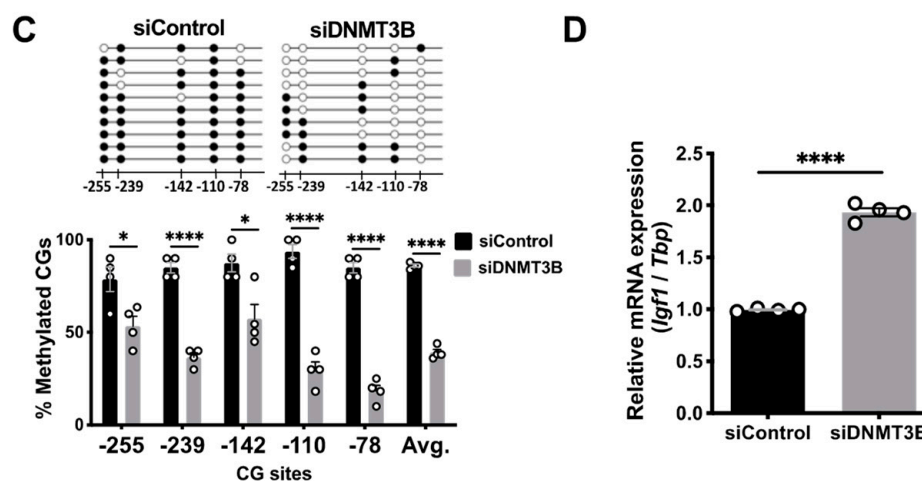 C
siControl siDNMT3B
-255 -239 -142 -110 -78 -255 -239 -142 -110 -78
% Methylated CGs
100
50
0
* **** * **** **** ****
siControl
siDNMT3B
-255 -239 -142 -110 -78 Avg.
CG sites
D
Relative mRNA expression
(Igf1 / Tbp)
2.5
2.0
1.5
1.0
0.5
0.0
****
siControl siDNMT3B